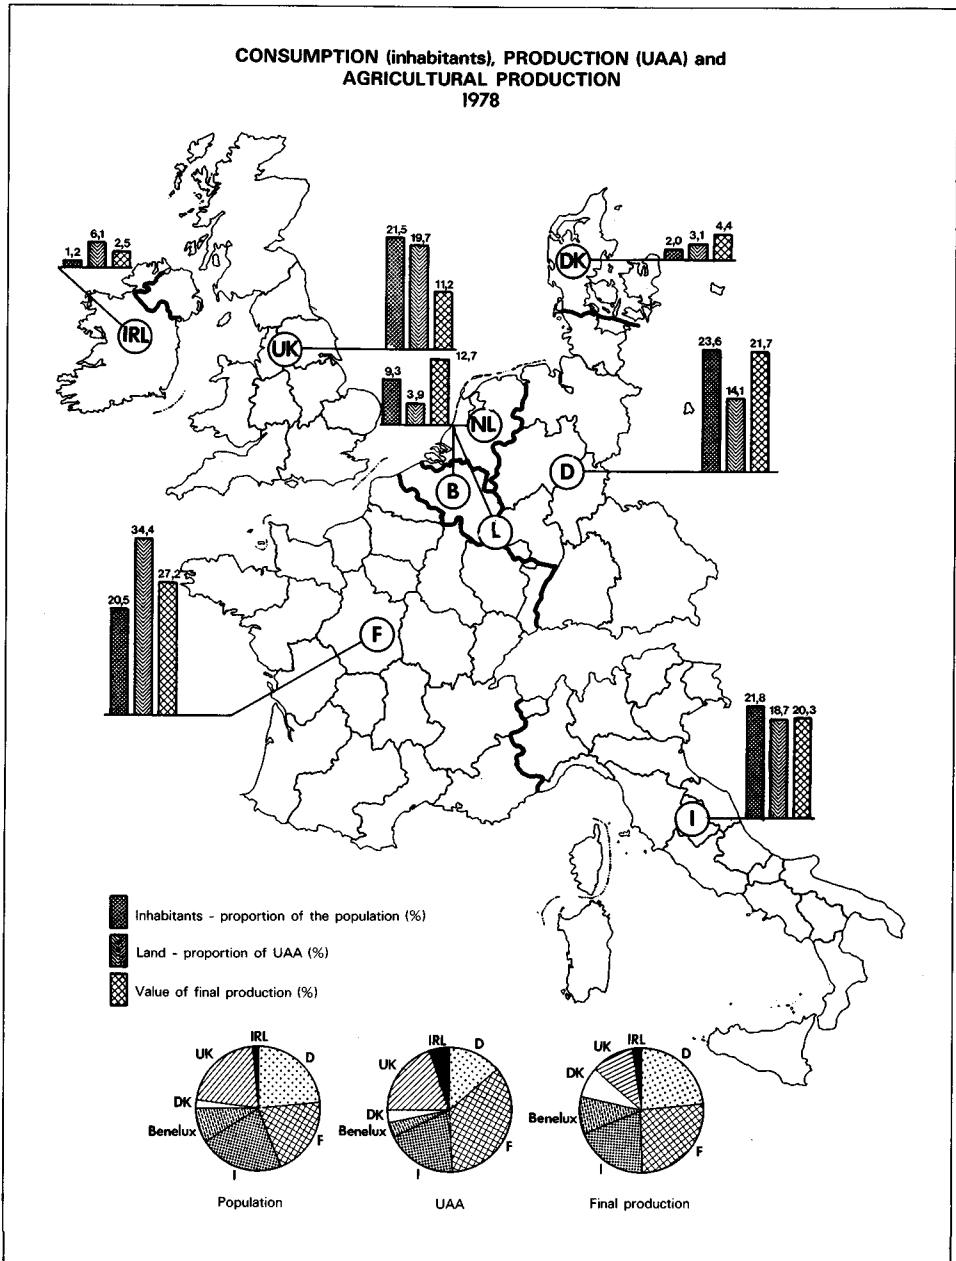 CONSUMPTION (inhabitants), PRODUCTION (UAA) and
AGRICULTURAL PRODUCTION
1978
1,2
6,1
2,5
IRL
21,5
19,7
11,2
UK
2,0
3,1
4,4
DK
9,3
3,9
12,7
NL
B
L
23,6
14,1
21,7
D
20,5
34,4
27,2
F
21,8
18,7
20,3
I
Inhabitants - proportion of the population (%)
Land - proportion of UAA (%)
Value of final production (%)
IRL
D
UK
DK
Benelux
F
I
Population
IRL
D
UK
DK
Benelux
F
I
UAA
IRL
D
UK
DK
Benelux
F
I
Final production